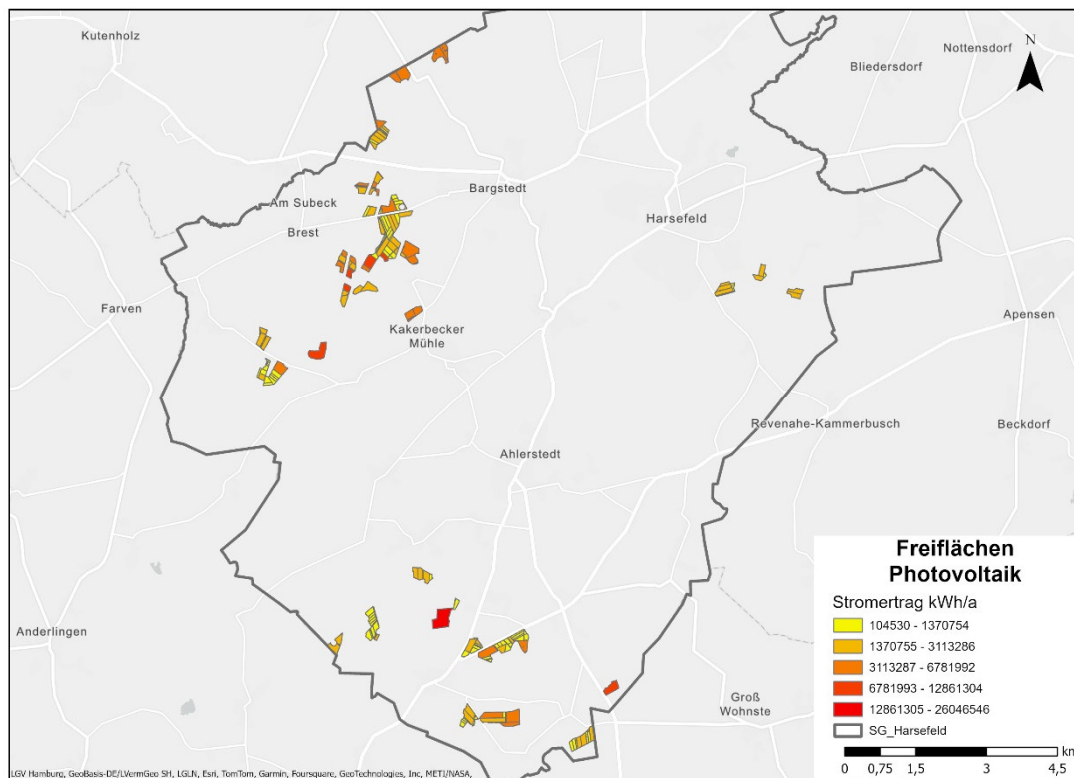 Kutenholz
Nottensdorf
N
Bliedersdorf
Bargstedt
Am Subeck
Harsefeld
Brest
Farven
Apensen
Kakerbecker
Mühle
Revenahe-Kammerbusch
Beckdorf
Ahlerstedt
Anderlingen
Groß
Wohnste
Freiflächen
Photovoltaik
Stromertrag kWh/a
104530 - 1370754
1370755 - 3113286
3113287 - 6781992
6781993 - 12861304
12861305 - 26046546
SG_Harsefeld
km
0 0,75 1,5 3 4,5
LGV Hamburg, GeoBasis-DE/LVermGeo SH, LGLN, Esri, TomTom, Garmin, Foursquare, GeoTechnologies, Inc, METI/NASA,